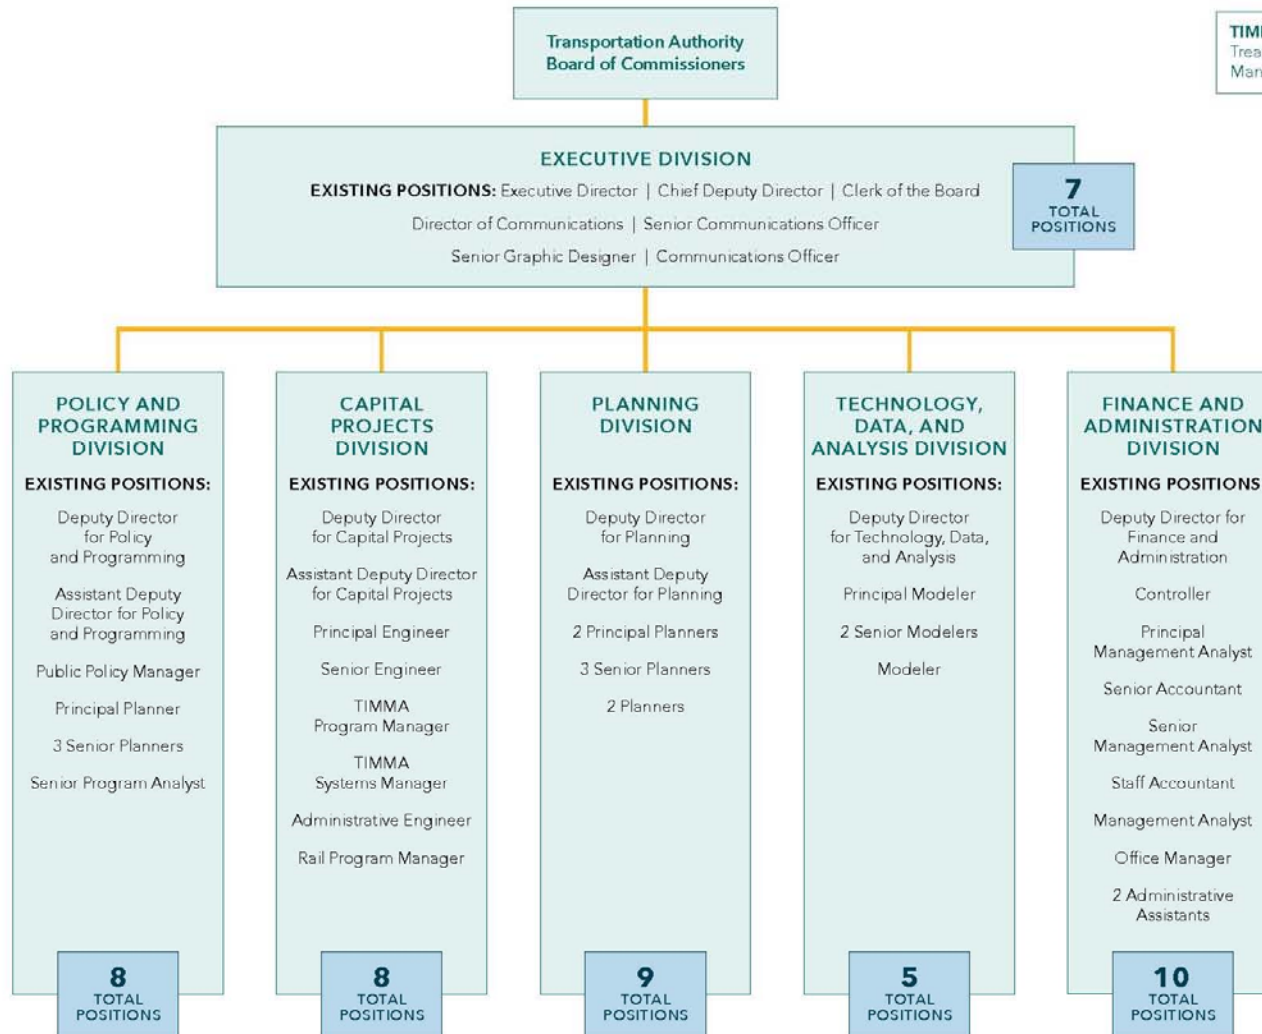 Transportation Authority
Board of Commissioners
EXECUTIVE DIVISION
EXISTING POSITIONS: Executive Director | Chief Deputy Director | Clerk of the Board
Director of Communications | Senior Communications Officer
Senior Graphic Designer | Communications Officer
7
TOTAL
POSITIONS
POLICY AND
PROGRAMMING
DIVISION
EXISTING POSITIONS:
Deputy Director
for Policy
and Programming
Assistant Deputy
Director for Policy
and Programming
Public Policy Manager
Principal Planner
3 Senior Planners
Senior Program Analyst
8
TOTAL
POSITIONS
CAPITAL
PROJECTS
DIVISION
EXISTING POSITIONS:
Deputy Director
for Capital Projects
Assistant Deputy Director
for Capital Projects
Principal Engineer
Senior Engineer
TIMMA
Program Manager
TIMMA
Systems Manager
Administrative Engineer
Rail Program Manager
8
TOTAL
POSITIONS
PLANNING
DIVISION
EXISTING POSITIONS:
Deputy Director
for Planning
Assistant Deputy
Director for Planning
2 Principal Planners
3 Senior Planners
2 Planners
9
TOTAL
POSITIONS
TECHNOLOGY,
DATA, AND
ANALYSIS DIVISION
EXISTING POSITIONS:
Deputy Director
for Technology, Data,
and Analysis
Principal Modeler
2 Senior Modelers
Modeler
5
TOTAL
POSITIONS
FINANCE AND
ADMINISTRATION
DIVISION
EXISTING POSITIONS
Deputy Director for
Finance and
Administration
Controller
Principal
Management Analyst
Senior Accountant
Senior
Management Analyst
Staff Accountant
Management Analyst
Office Manager
2 Administrative
Assistants
10
TOTAL
POSITIONS